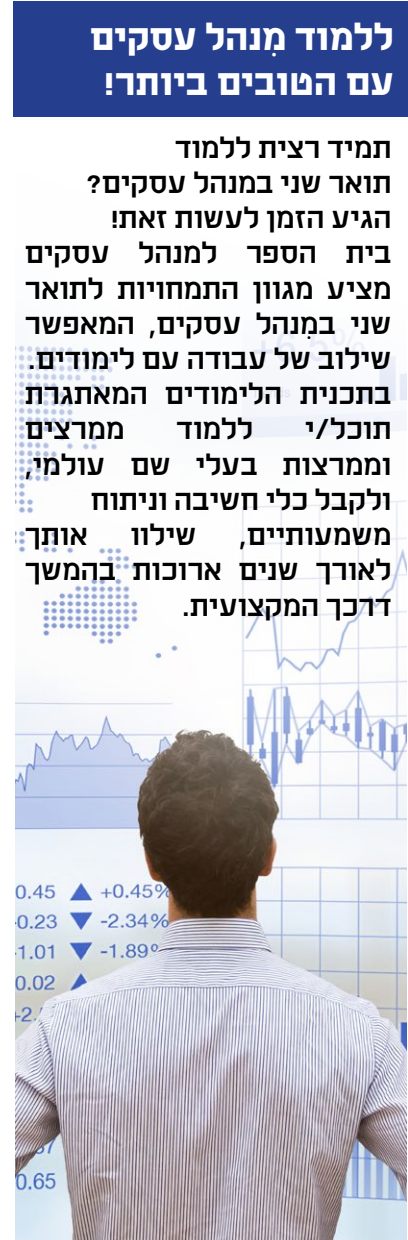 ללמוד מִנהל עסקים
עם הטובים ביותר!
תמיד רצית ללמוד
תואר שני במנהל עסקים?
הגיע הזמן לעשות זאת!
בית הספר למנהל עסקים
מציע מגוון התמחויות לתואר
שני במִנהל עסקים, המאפשר
שילוב של עבודה עם לימודים.
בתכנית הלימודים המאתגרת
תוכל/י ללמוד ממרצים
וממרצות בעלי שם עולמי,
ולקבל כלי חשיבה וניתוח
משמעותיים, שילוו אותך
לאורך שנים ארוכות בהמשך
דרכך המקצועית.
0.45 ▲ +0.45%
0.23 ▼ -2.34%
1.01 ▼ -1.89%
0.02 ▲
0.65